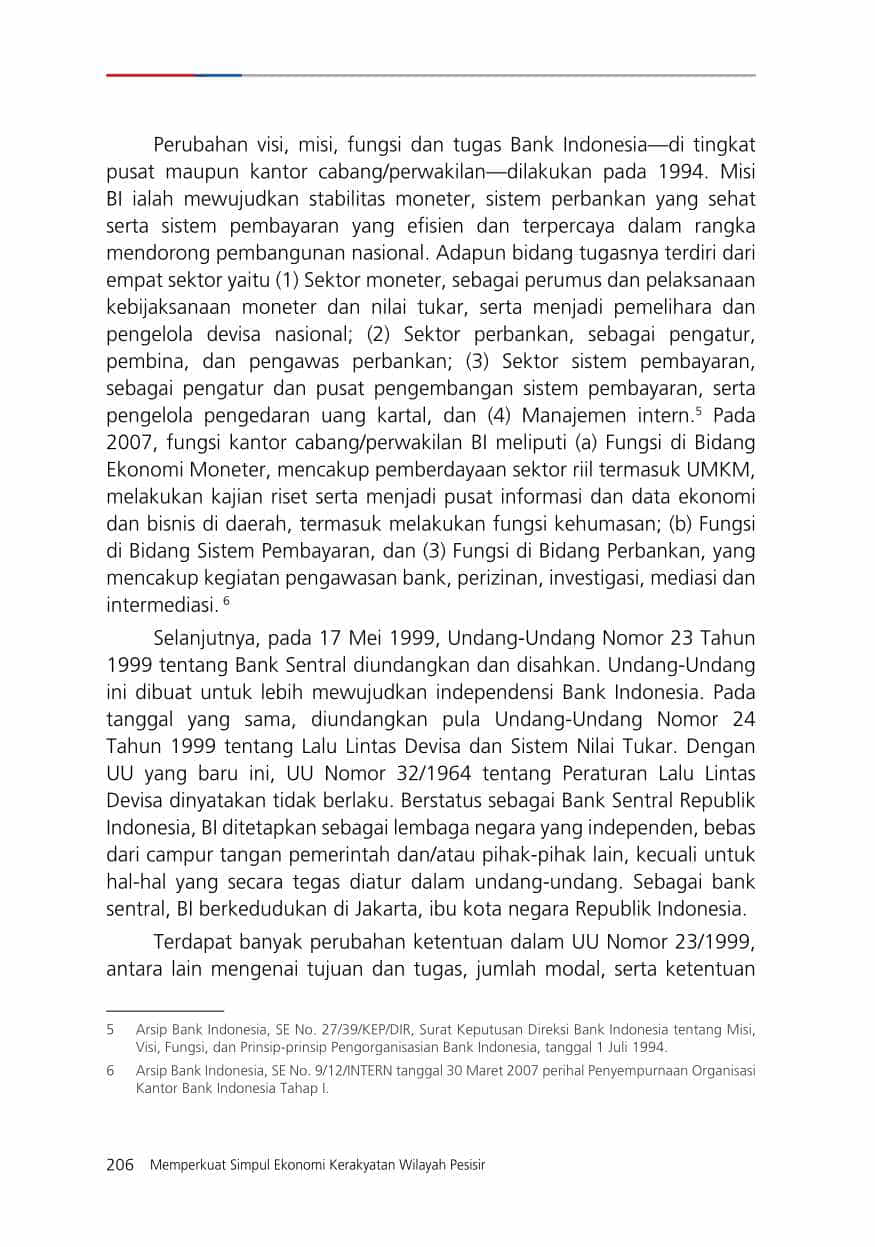 Perubahan visi, misi, fungsi dan tugas Bank Indonesia—di tingkat
pusat maupun kantor cabang/perwakilan—dilakukan pada 1994. Misi
BI ialah mewujudkan stabilitas moneter, sistem perbankan yang sehat
serta sistem pembayaran yang efisien dan terpercaya dalam rangka
mendorong pembangunan nasional. Adapun bidang tugasnya terdiri dari
empat sektor yaitu (1) Sektor moneter, sebagai perumus dan pelaksanaan
kebijaksanaan moneter dan nilai tukar, serta menjadi pemelihara dan
pengelola devisa nasional; (2) Sektor perbankan, sebagai pengatur,
pembina, dan pengawas perbankan; (3) Sektor sistem pembayaran,
sebagai pengatur dan pusat pengembangan sistem pembayaran, serta
pengelola pengedaran uang kartal, dan (4) Manajemen intern.⁵ Pada
2007, fungsi kantor cabang/perwakilan BI meliputi (a) Fungsi di Bidang
Ekonomi Moneter, mencakup pemberdayaan sektor riil termasuk UMKM,
melakukan kajian riset serta menjadi pusat informasi dan data ekonomi
dan bisnis di daerah, termasuk melakukan fungsi kehumasan; (b) Fungsi
di Bidang Sistem Pembayaran, dan (3) Fungsi di Bidang Perbankan, yang
mencakup kegiatan pengawasan bank, perizinan, investigasi, mediasi dan
intermediasi. ⁶
Selanjutnya, pada 17 Mei 1999, Undang-Undang Nomor 23 Tahun
1999 tentang Bank Sentral diundangkan dan disahkan. Undang-Undang
ini dibuat untuk lebih mewujudkan independensi Bank Indonesia. Pada
tanggal yang sama, diundangkan pula Undang-Undang Nomor 24
Tahun 1999 tentang Lalu Lintas Devisa dan Sistem Nilai Tukar. Dengan
UU yang baru ini, UU Nomor 32/1964 tentang Peraturan Lalu Lintas
Devisa dinyatakan tidak berlaku. Berstatus sebagai Bank Sentral Republik
Indonesia, BI ditetapkan sebagai lembaga negara yang independen, bebas
dari campur tangan pemerintah dan/atau pihak-pihak lain, kecuali untuk
hal-hal yang secara tegas diatur dalam undang-undang. Sebagai bank
sentral, BI berkedudukan di Jakarta, ibu kota negara Republik Indonesia.
Terdapat banyak perubahan ketentuan dalam UU Nomor 23/1999,
antara lain mengenai tujuan dan tugas, jumlah modal, serta ketentuan
5 Arsip Bank Indonesia, SE No. 27/39/KEP/DIR, Surat Keputusan Direksi Bank Indonesia tentang Misi,
Visi, Fungsi, dan Prinsip-prinsip Pengorganisasian Bank Indonesia, tanggal 1 Juli 1994.
6 Arsip Bank Indonesia, SE No. 9/12/INTERN tanggal 30 Maret 2007 perihal Penyempurnaan Organisasi
Kantor Bank Indonesia Tahap I.
206 Memperkuat Simpul Ekonomi Kerakyatan Wilayah Pesisir